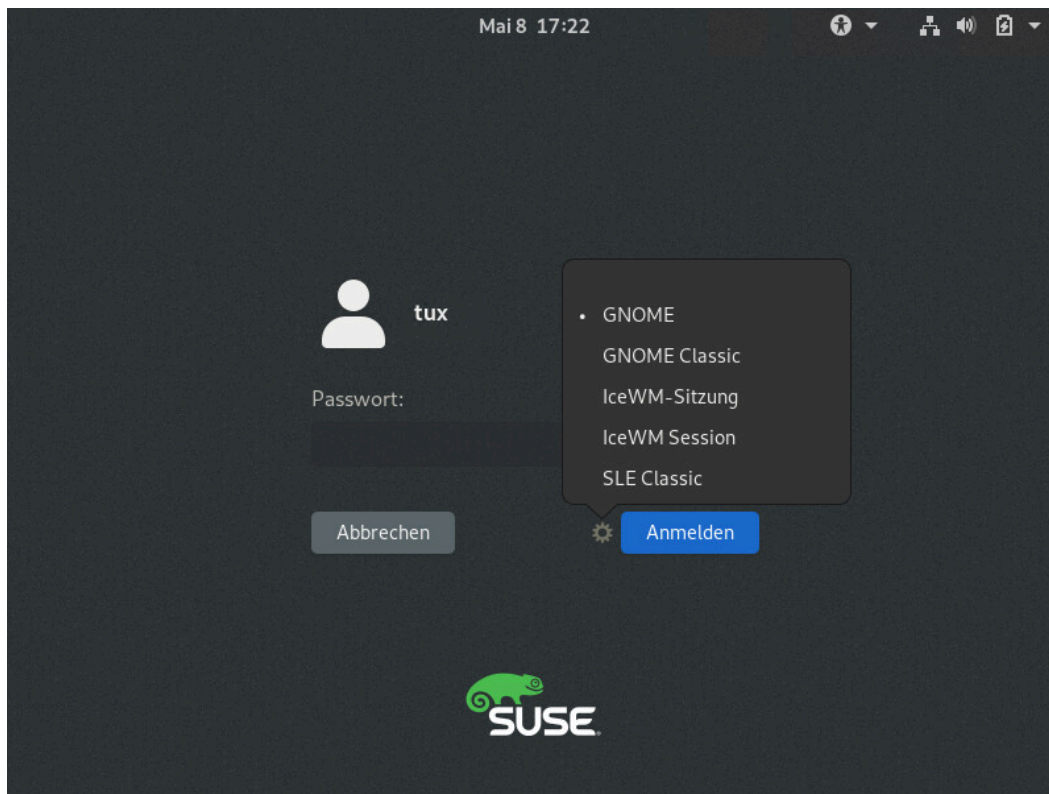 Mai 8 17:22
tux
• GNOME
GNOME Classic
Passwort:
IceWM-Sitzung
IceWM Session
SLE Classic
Abbrechen
Anmelden
SUSE.